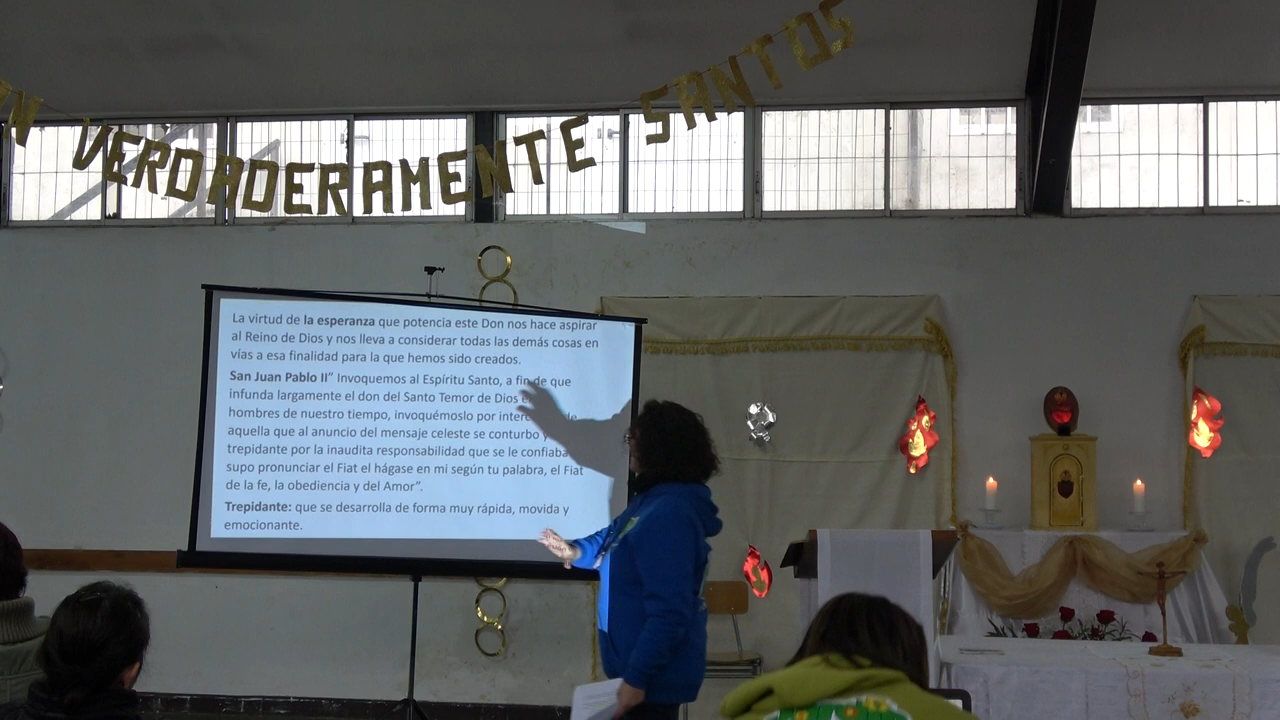 N VERDADERAMENTE SANTOS
La virtud de la esperanza que potencia este Don nos hace aspirar
al Reino de Dios y nos lleva a considerar todas las demás cosas en
vías a esa finalidad para la que hemos sido creados.
San Juan Pablo II” Invoquemos al Espíritu Santo, a fin de que
infunda largamente el don del Santo Temor de Dios
hombres de nuestro tiempo, invoquémoslo por
aquella que al anuncio del mensaje celeste se conturbo y
trepidante por la inaudita responsabilidad que se le confiaba
supo pronunciar el Fiat el hágase en mi según tu palabra, el Fiat
de la fe, la obediencia y del Amor”.
Trepidante: que se desarrolla de forma muy rápida, movida y
emocionante.